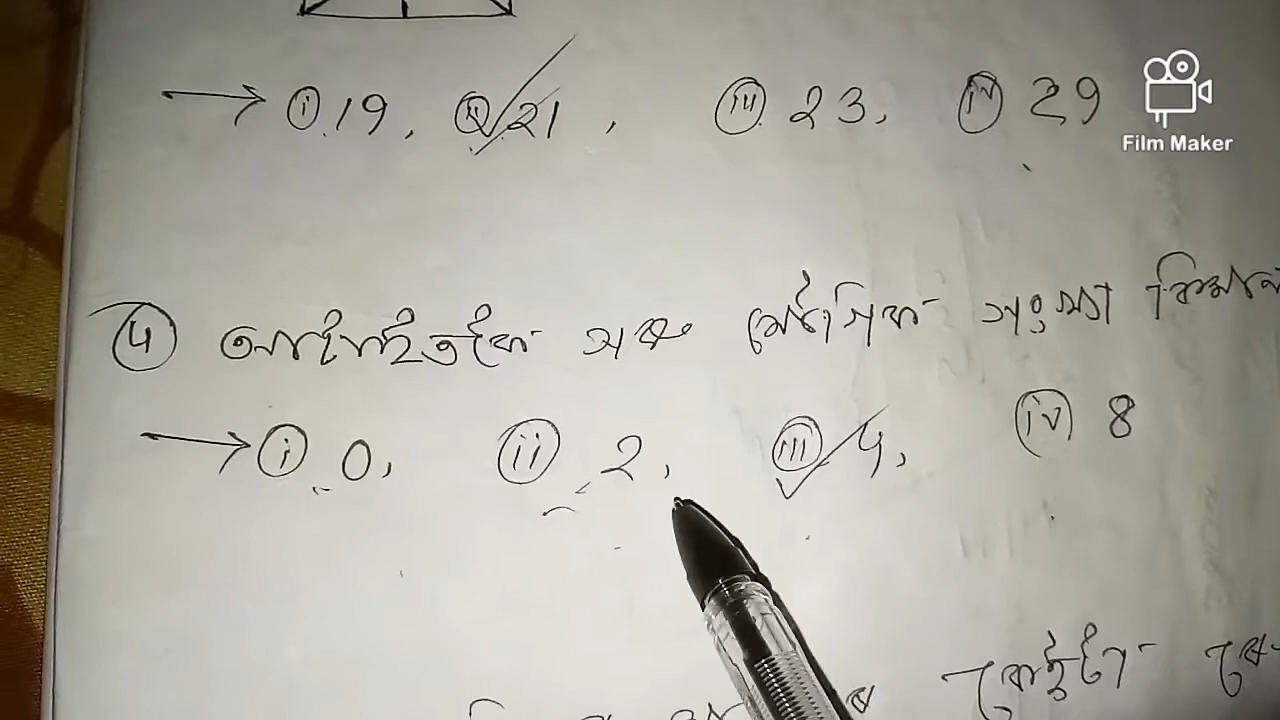 → (i) 19, (ii) 21, (iii) 23, (iv) 29
Film Maker
(4) আটাইতকৈ সৰু যৌগিক সংখ্যা কিমান
→ (i) 0, (ii) 2, (iii) 4, (iv) 8
কোনটো